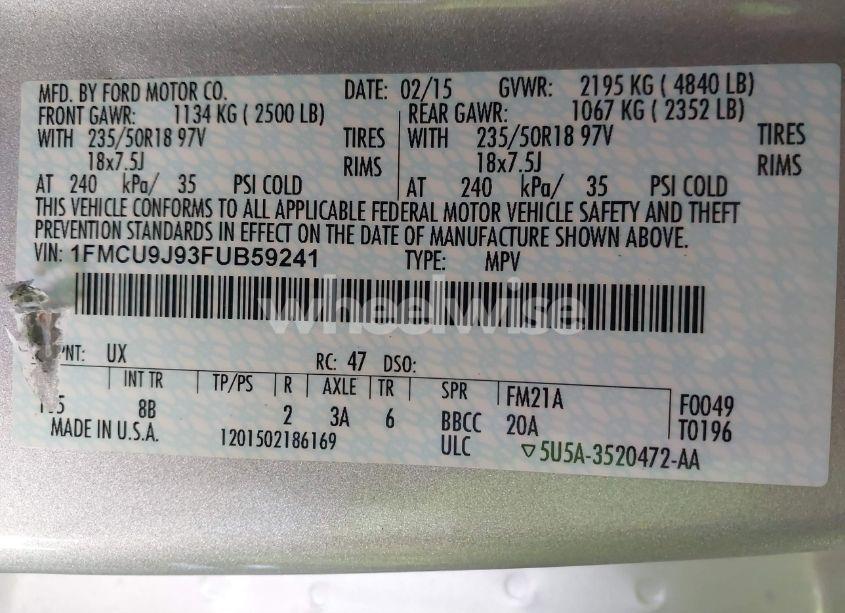 MFD. BY FORD MOTOR CO. DATE: 02/15 GVWR: 2195 KG ( 4840 LB)
FRONT GAWR: 1134 KG ( 2500 LB) REAR GAWR: 1067 KG ( 2352 LB)
WITH 235/50R18 97V TIRES WITH 235/50R18 97V TIRES
18x7.5J RIMS 18x7.5J RIMS
AT 240 kPa/ 35 PSI COLD AT 240 kPa/ 35 PSI COLD
THIS VEHICLE CONFORMS TO ALL APPLICABLE FEDERAL MOTOR VEHICLE SAFETY AND THEFT
PREVENTION STANDARDS IN EFFECT ON THE DATE OF MANUFACTURE SHOWN ABOVE.
VIN: 1FMCU9J93FUB59241 TYPE: MPV
wheelwise
NT: UX RC: 47 DSO:
INT TR TP/PS R AXLE TR SPR FM21A F0049
5 8B 2 3A 6 BBCC 20A T0196
MADE IN U.S.A. 1201502186169 ULC ▽5U5A-3520472-AA